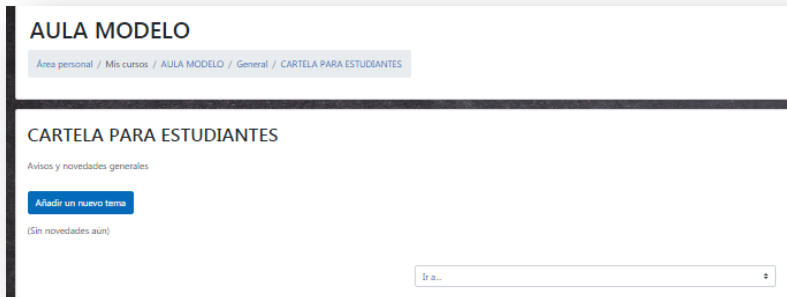 AULA MODELO
Área personal / Mis cursos / AULA MODELO / General / CARTELA PARA ESTUDIANTES
CARTELA PARA ESTUDIANTES
Avisos y novedades generales
Añadir un nuevo tema
(Sin novedades aún)
Ir a...